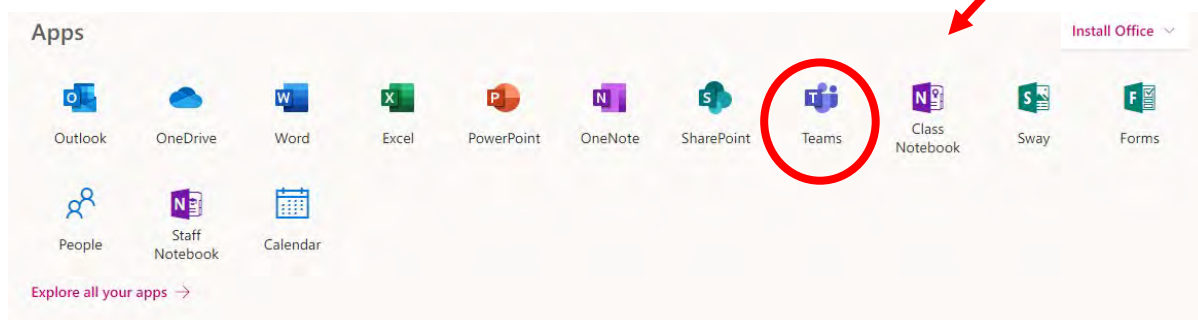 Apps
Install Office
Outlook
OneDrive
Word
Excel
PowerPoint
OneNote
SharePoint
Teams
Class
Notebook
Sway
Forms
People
Staff
Notebook
Calendar
Explore all your apps →